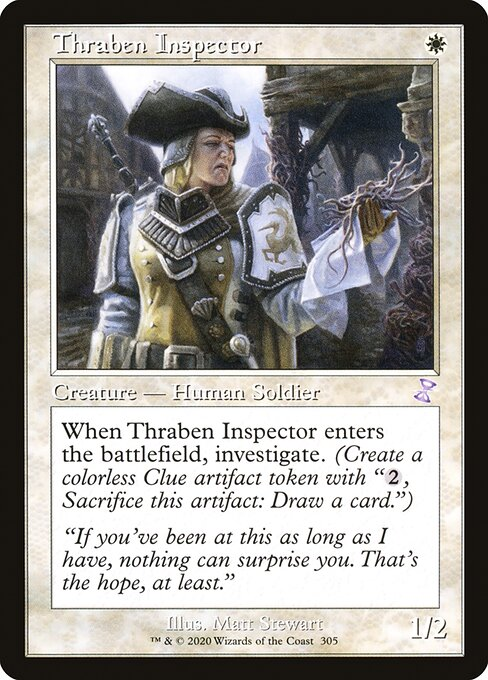 Thraben Inspector
Creature — Human Soldier
When Thraben Inspector enters
the battlefield, investigate. (Create a
colorless Clue artifact token with “2,
Sacrifice this artifact: Draw a card.”)
“If you’ve been at this as long as I
have, nothing can surprise you. That’s
the hope, at least.”
Illus. Matt Stewart
1/2
™ & © 2020 Wizards of the Coast 305